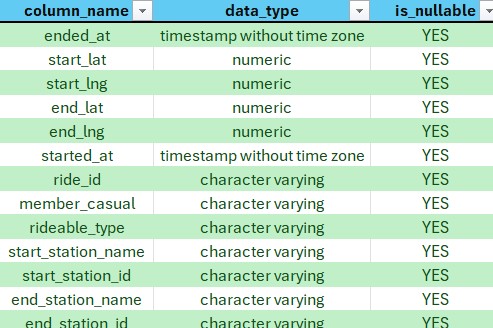 column_name data_type is_nullable
ended_at timestamp without time zone YES
start_lat numeric YES
start_lng numeric YES
end_lat numeric YES
end_lng numeric YES
started_at timestamp without time zone YES
ride_id character varying YES
member_casual character varying YES
rideable_type character varying YES
start_station_name character varying YES
start_station_id character varying YES
end_station_name character varying YES
end_station_id character varying YES